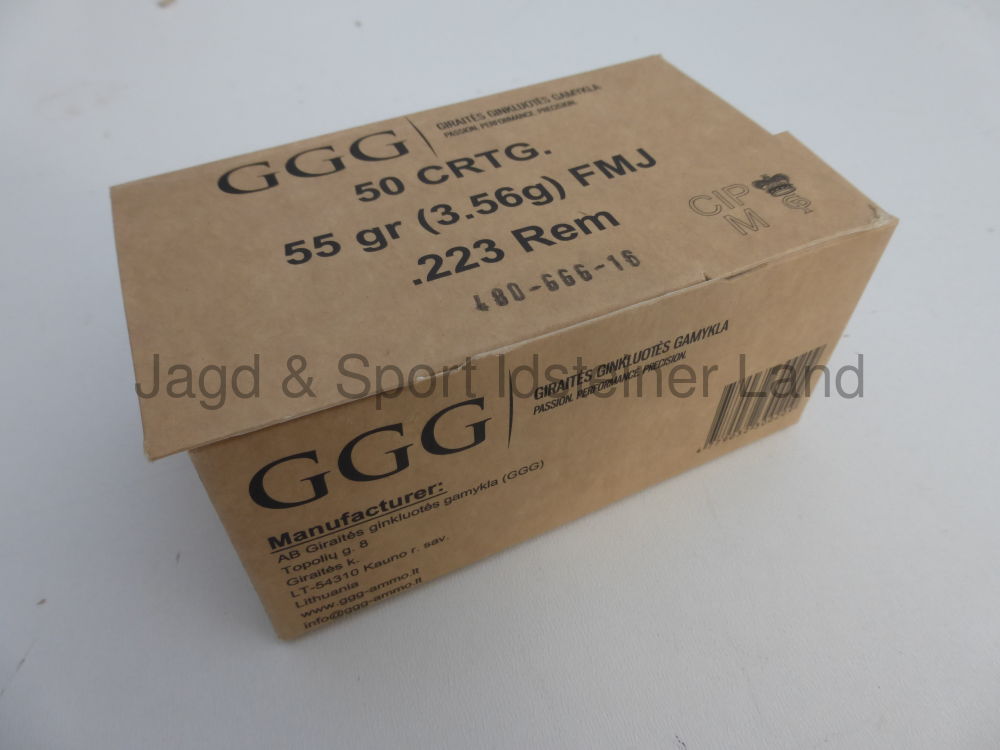 GGG
GIRAITĖS GINKLUOTĖS GAMYKLA
PASSION. PERFORMANCE. PRECISION.
50 CRTG.
55 gr (3.56g) FMJ
.223 Rem
480-GGG-16
CIP
M
Jagd & Sport Idsteiner Land
GGG
GIRAITĖS GINKLUOTĖS GAMYKLA
PASSION. PERFORMANCE. PRECISION.
Manufacturer:
AB Giraitės ginkluotės gamykla (GGG)
Topolių g. 8
Giraitės k.
LT-54310 Kauno r. sav.
Lithuania
www.ggg-ammo.lt
info@ggg-ammo.lt